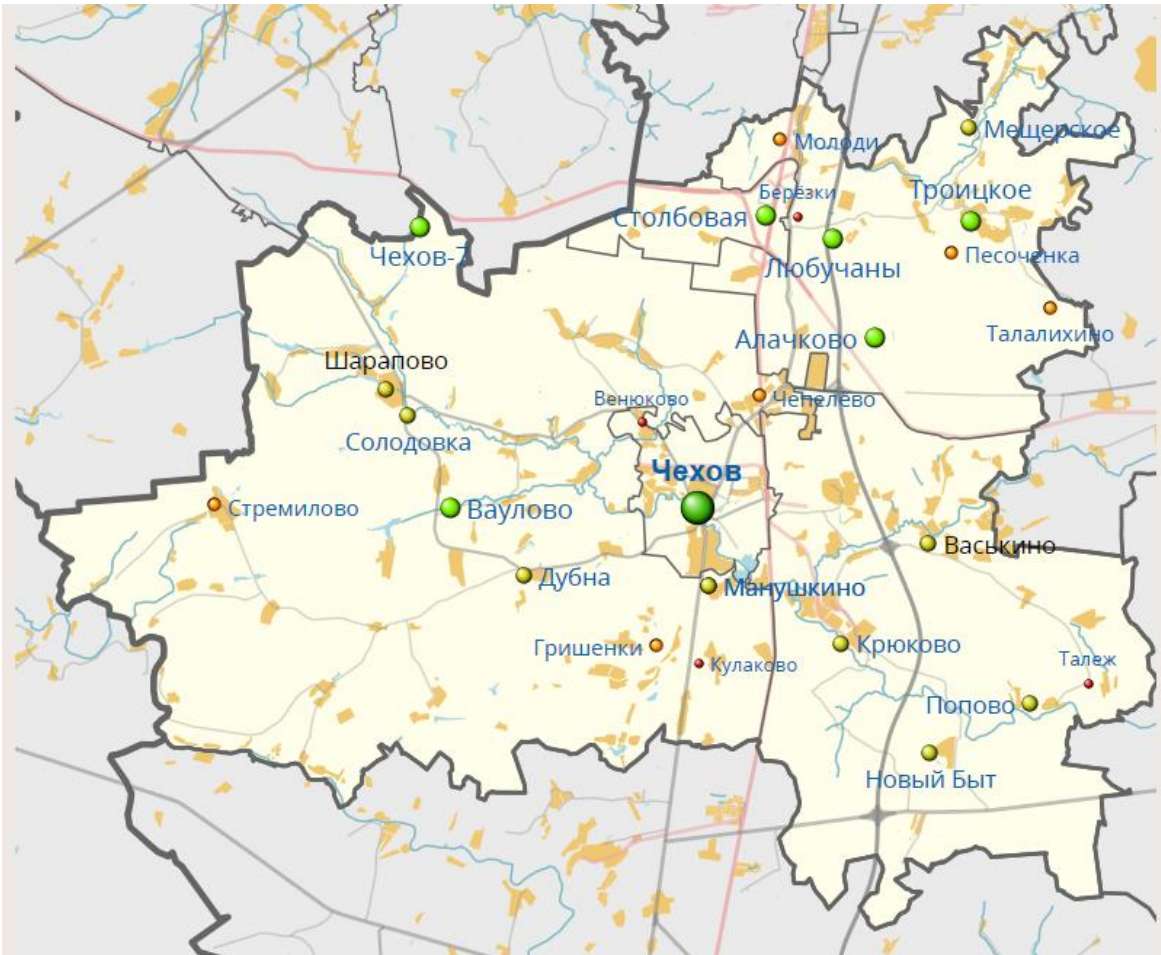 Мещерское
Молоди
Троицкое
Берёзки
Столбовая
Чехов-7
Песоченка
Любучаны
Талалихино
Алачково
Шарапово
Венюково
Чепелёво
Солодовка
Чехов
Стремилово
Ваулово
Васькино
Дубна
Манушкино
Гришенки
Крюково
Талеж
Кулаково
Попово
Новый Быт